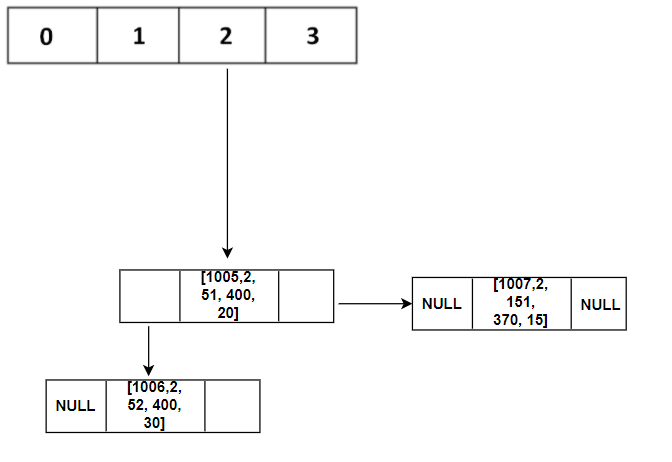 0 1 2 3
[1005,2,
51, 400,
20]
NULL
[1007,2,
151,
370, 15]
NULL
NULL
[1006,2,
52, 400,
30]